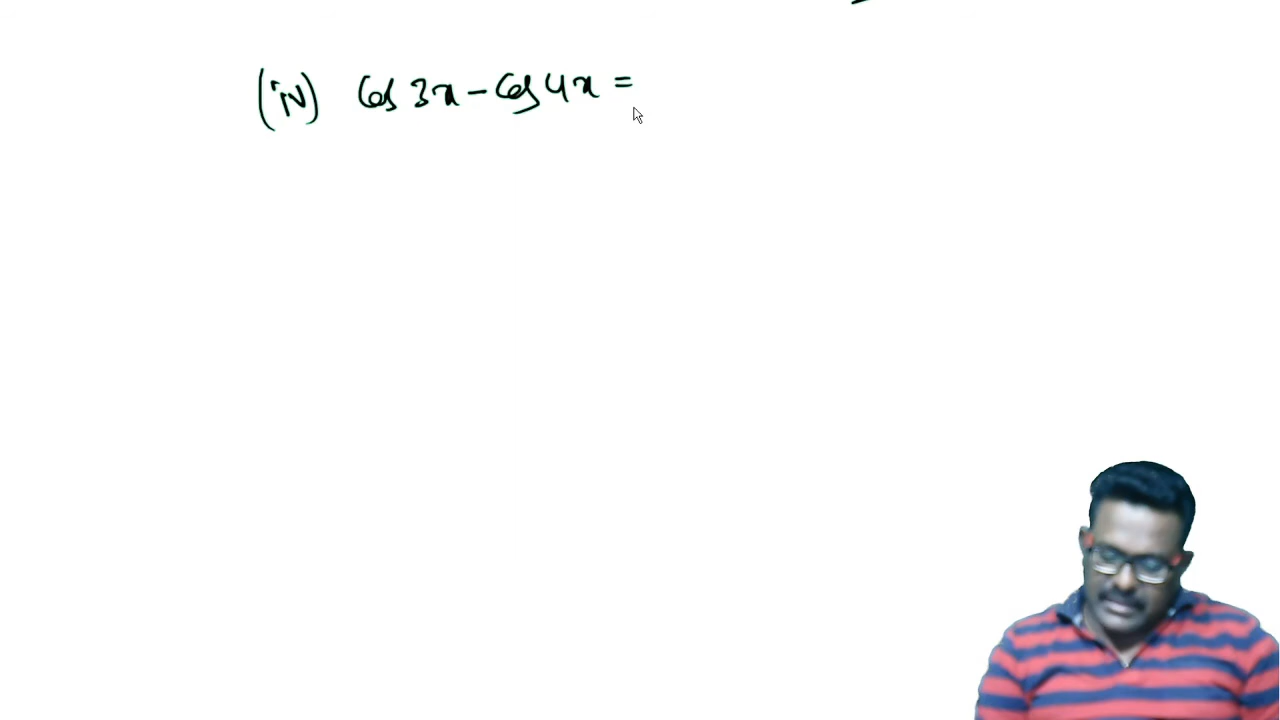 (iv) Cos 3x - Cos 4x =